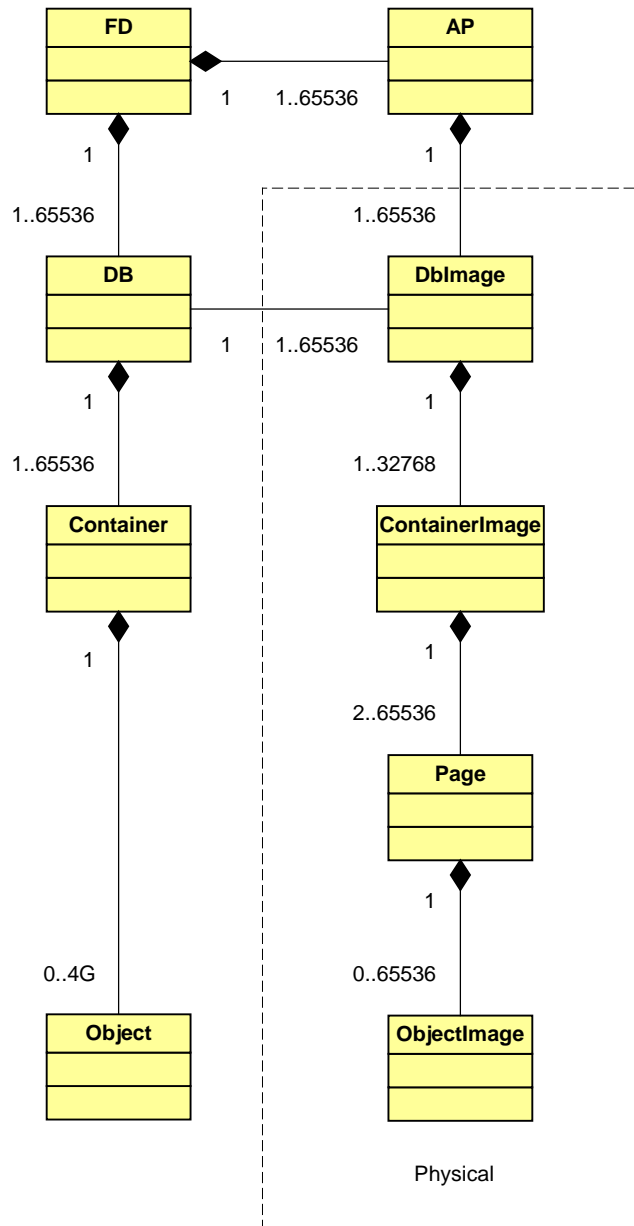 FD
AP
1
1..65536
1
1
1..65536
1..65536
DB
DbImage
1
1..65536
1
1
1..65536
1..32768
Container
ContainerImage
1
1
2..65536
Page
1
0..4G
0..65536
Object
ObjectImage
Physical